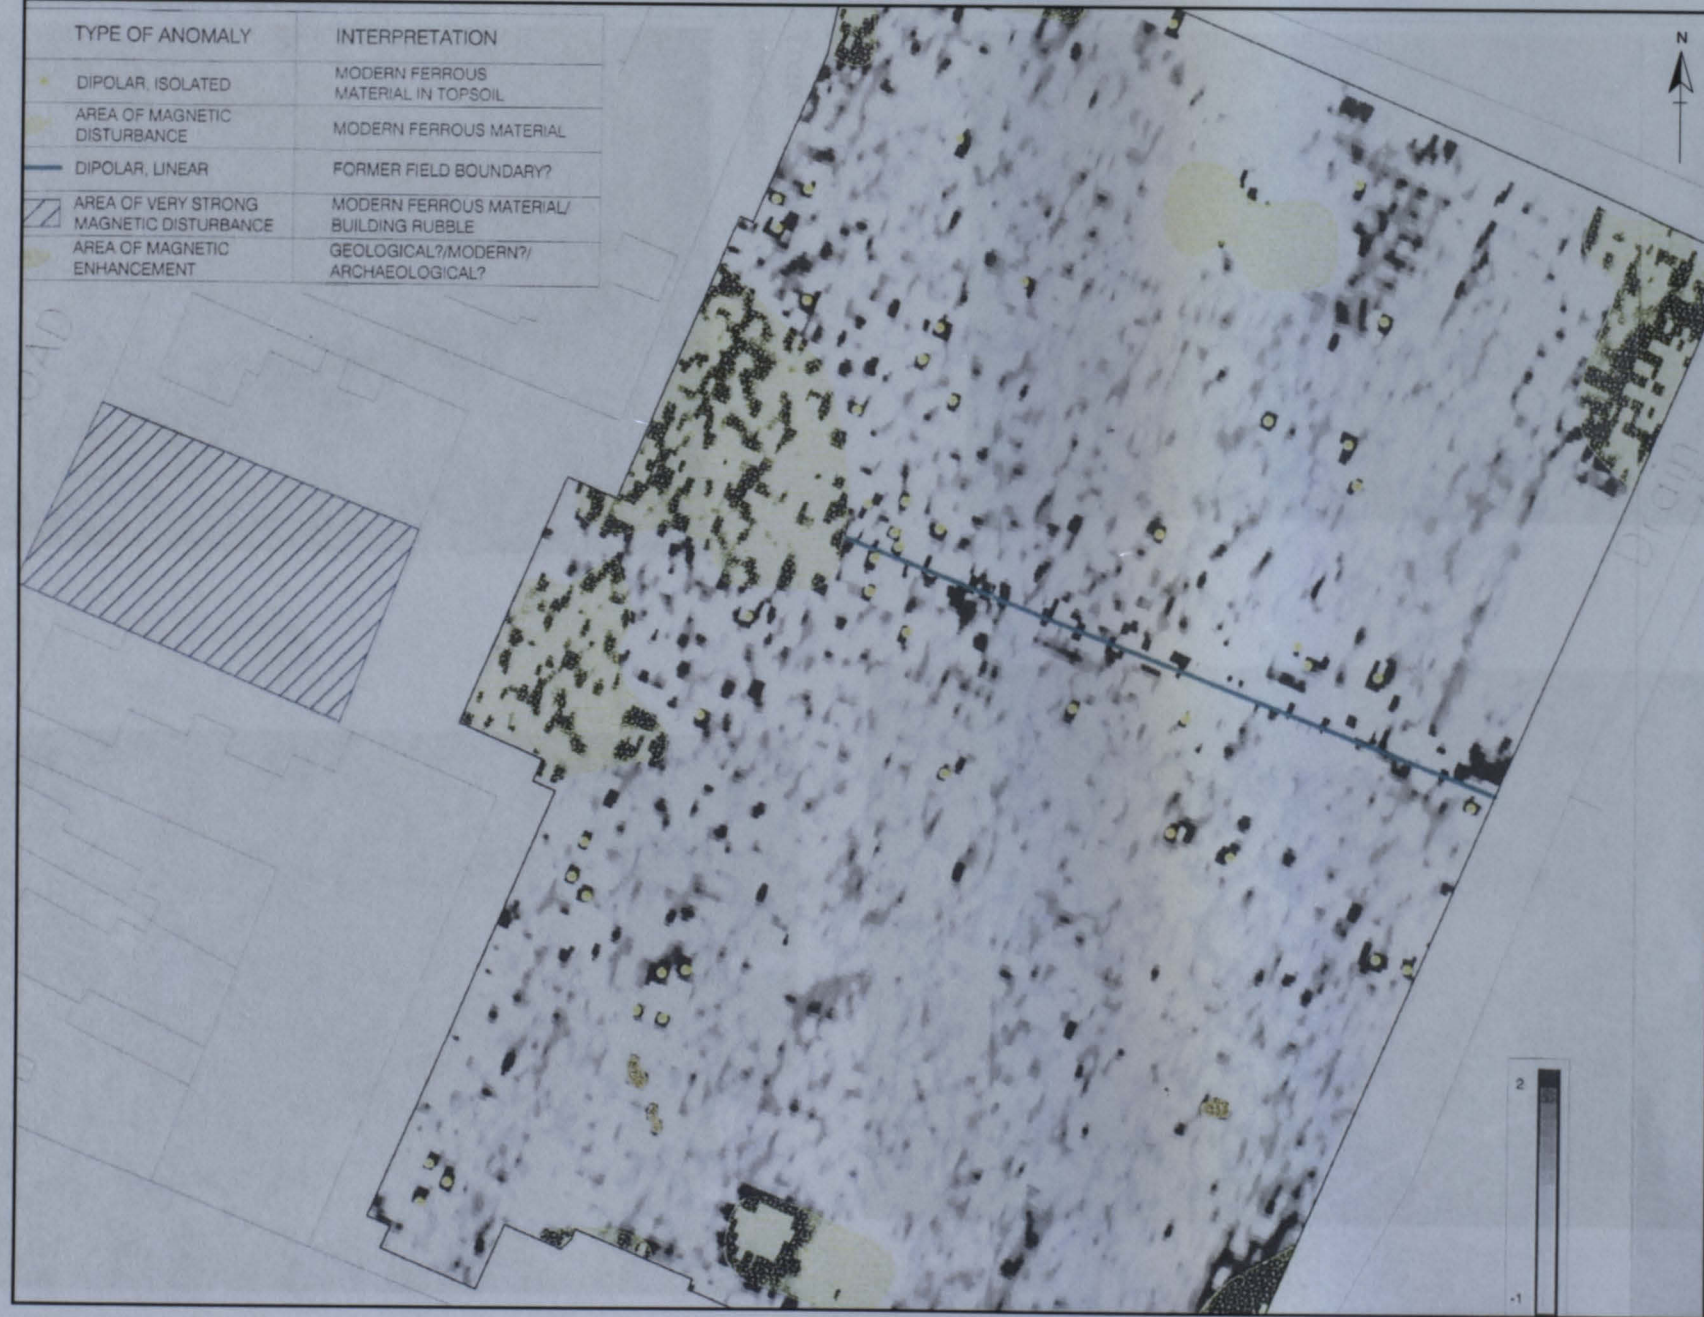 TYPE OF ANOMALY
INTERPRETATION
DIPOLAR, ISOLATED
MODERN FERROUS
MATERIAL IN TOPSOIL
AREA OF MAGNETIC
DISTURBANCE
MODERN FERROUS MATERIAL
DIPOLAR, LINEAR
FORMER FIELD BOUNDARY?
AREA OF VERY STRONG
MAGNETIC DISTURBANCE
MODERN FERROUS MATERIAL/
BUILDING RUBBLE
AREA OF MAGNETIC
ENHANCEMENT
GEOLOGICAL?/MODERN?/
ARCHAEOLOGICAL?
N
Drain
2
-1